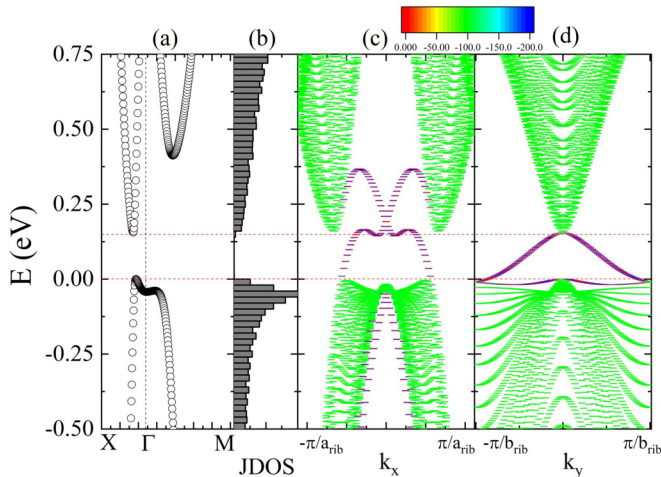 0.000 -50.00 -100.0 -150.0 -200.0
(a) (b) (c) (d)
0.75
0.50
0.25
0.00
-0.25
-0.50
E (eV)
X Γ M
JDOS
-π/a_rib π/a_rib
k_x
-π/b_rib π/b_rib
k_y